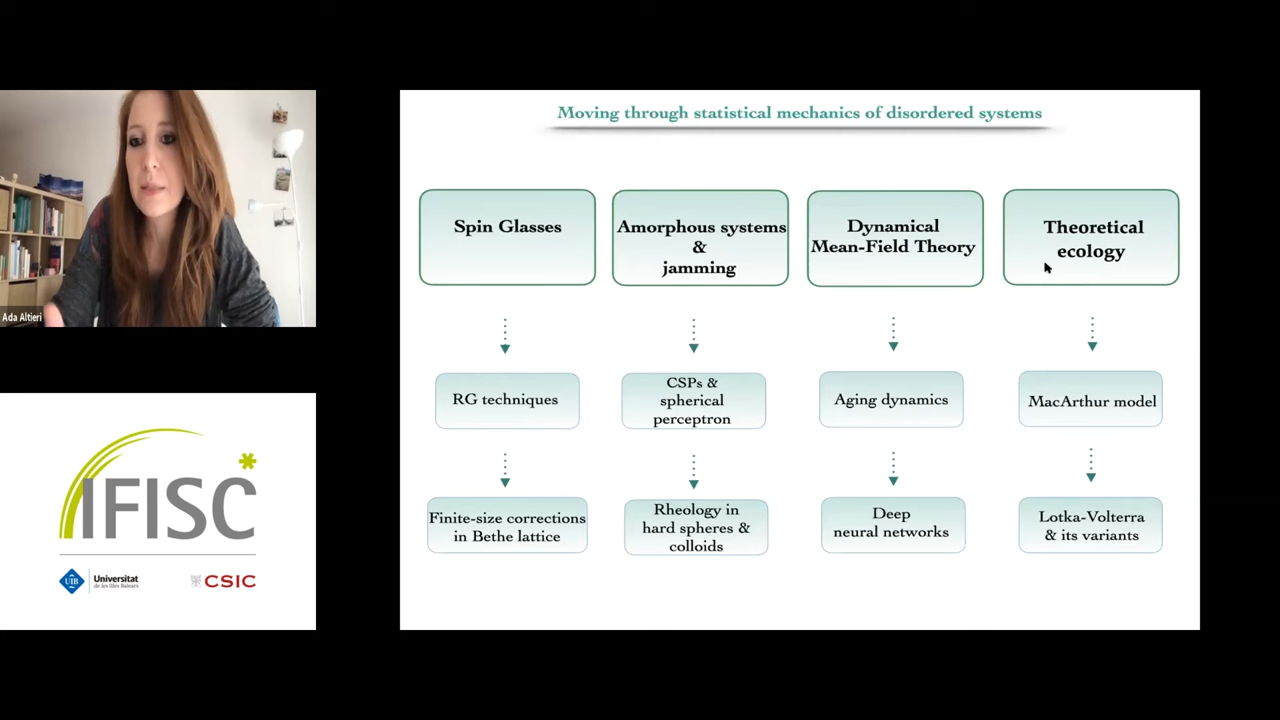 Moving through statistical mechanics of disordered systems
Spin Glasses
Amorphous systems
&
jamming
Dynamical
Mean-Field Theory
Theoretical
ecology
RG techniques
CSPs &
spherical
perceptron
Aging dynamics
MacArthur model
Finite-size corrections
in Bethe lattice
Rheology in
hard spheres &
colloids
Deep
neural networks
Lotka-Volterra
& its variants
Ada Altieri
IFISC
UIB
Universitat
de les Illes Balears
CSIC